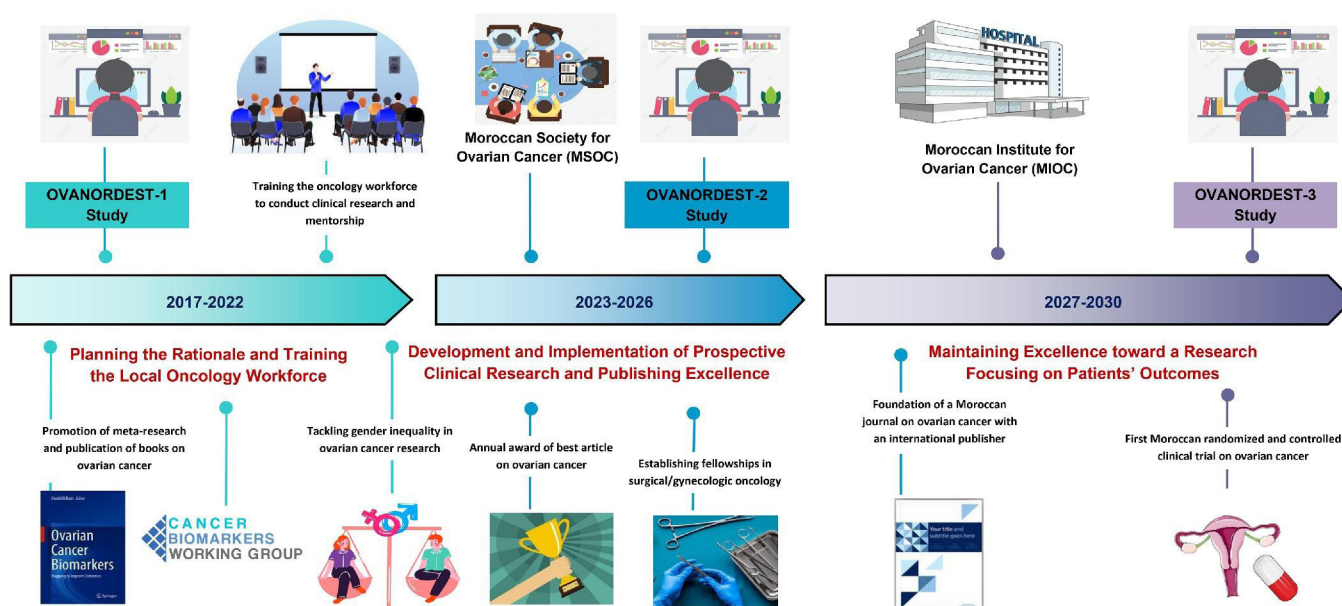 HOSPITAL
Moroccan Society for
Ovarian Cancer (MSOC)
Moroccan Institute for
Ovarian Cancer (MIOC)
OVANORDEST-1
Study
Training the oncology workforce
to conduct clinical research and
mentorship
OVANORDEST-2
Study
OVANORDEST-3
Study
2017-2022
2023-2026
2027-2030
Planning the Rationale and Training
the Local Oncology Workforce
Development and Implementation of Prospective
Clinical Research and Publishing Excellence
Maintaining Excellence toward a Research
Focusing on Patients’ Outcomes
Promotion of meta-research
and publication of books on
ovarian cancer
Tackling gender inequality in
ovarian cancer research
Annual award of best article
on ovarian cancer
Establishing fellowships in
surgical/gynecologic oncology
Foundation of a Moroccan
journal on ovarian cancer with
an international publisher
First Moroccan randomized and controlled
clinical trial on ovarian cancer
Ovarian
Cancer
Biomarkers
Springer
CANCER
BIOMARKERS
WORKING GROUP
Your title and
subtitle goes here